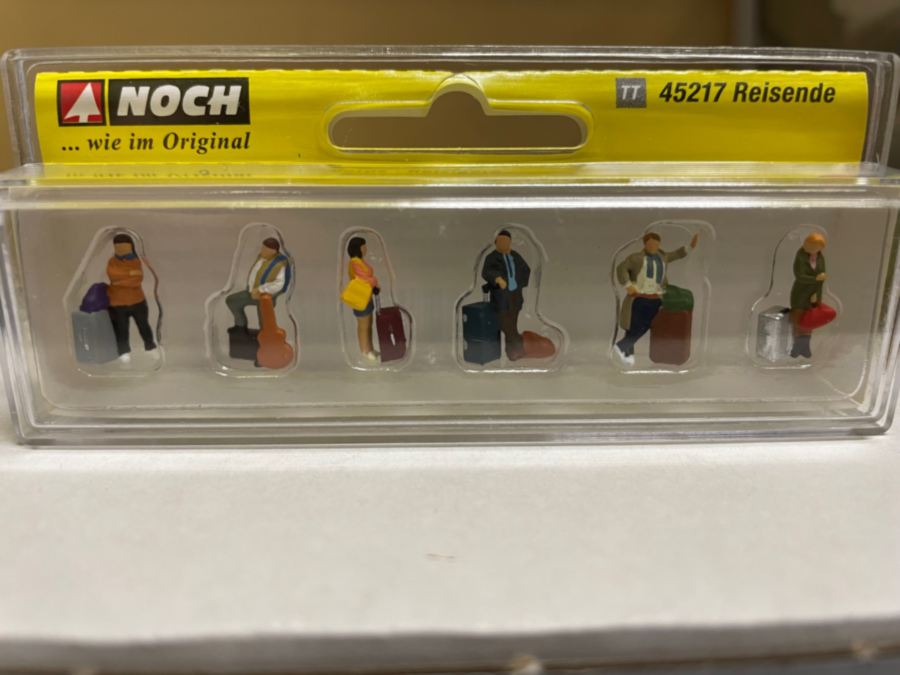 NOCH
TT 45217 Reisende
... wie im Original